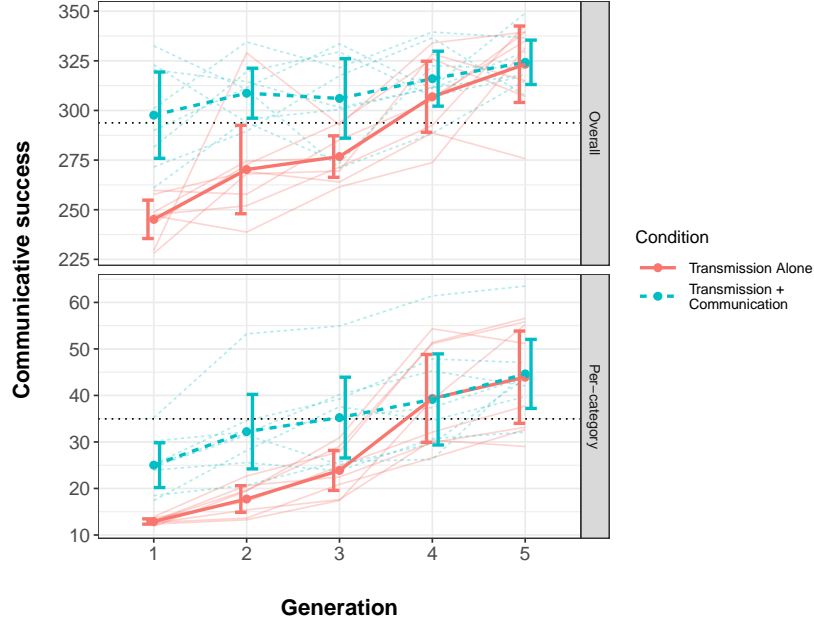 350
325
300
275
250
225
Overall
60
50
40
30
20
10
Per−category
1 2 3 4 5
Communicative success
Generation
Condition
Transmission Alone
Transmission +
Communication